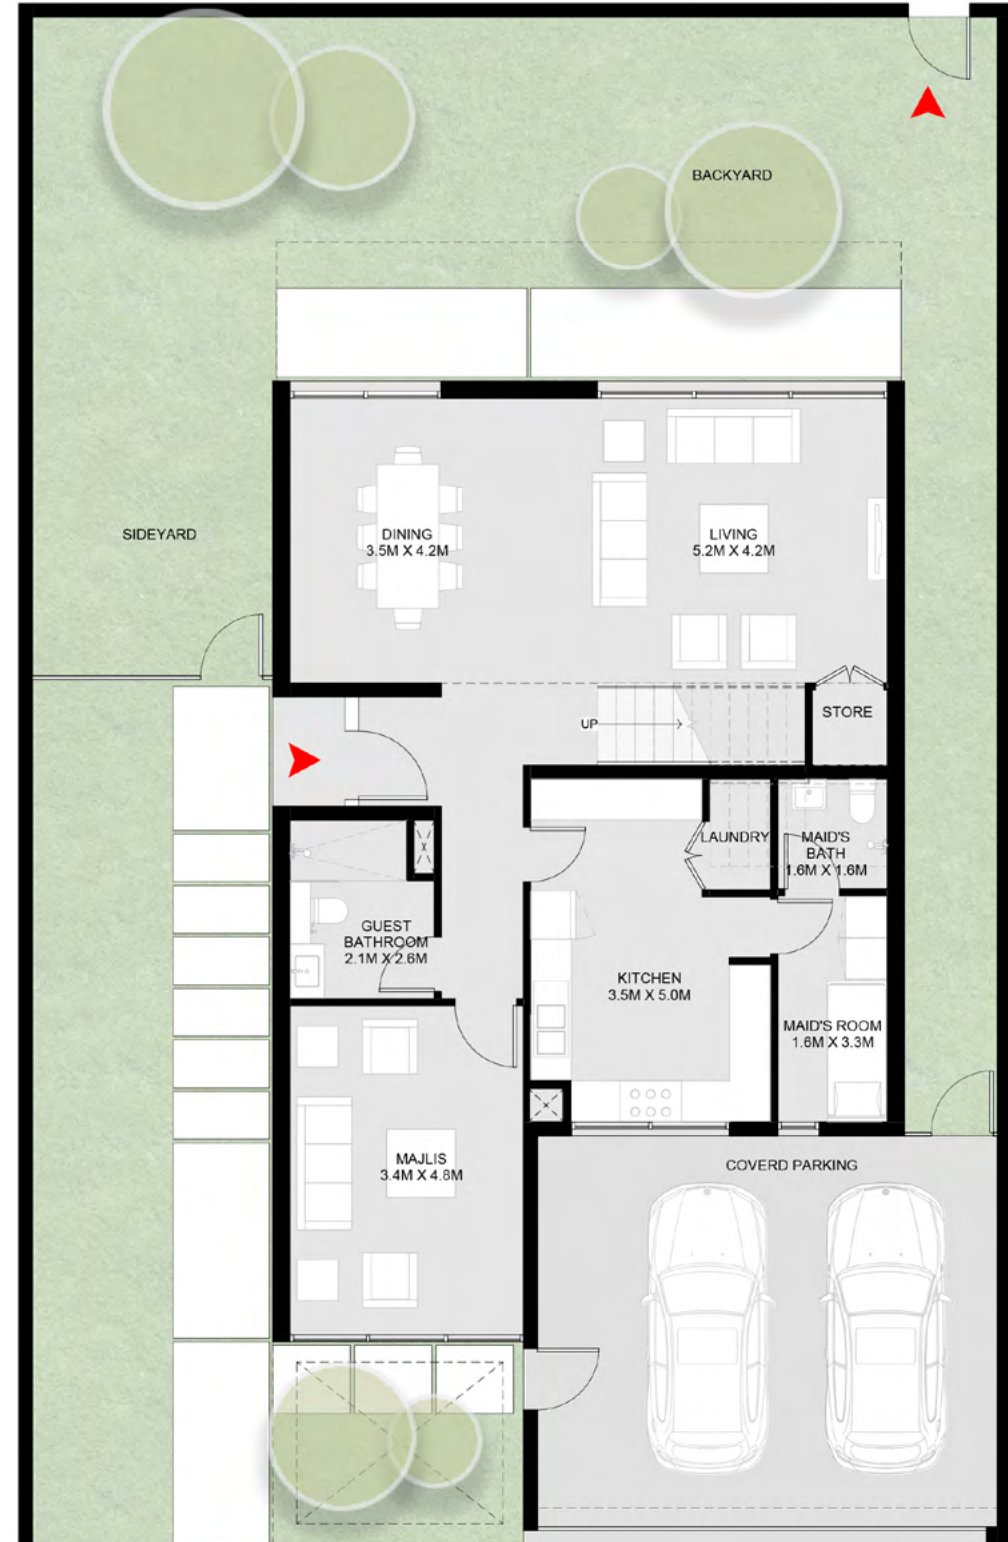 BACKYARD
SIDEYARD
DINING
3.5M X 4.2M
LIVING
5.2M X 4.2M
UP
STORE
LAUNDRY
MAID'S
BATH
1.6M X 1.6M
GUEST
BATHROOM
2.1M X 2.6M
KITCHEN
3.5M X 5.0M
MAID'S ROOM
1.6M X 3.3M
MAJLIS
3.4M X 4.8M
COVERD PARKING